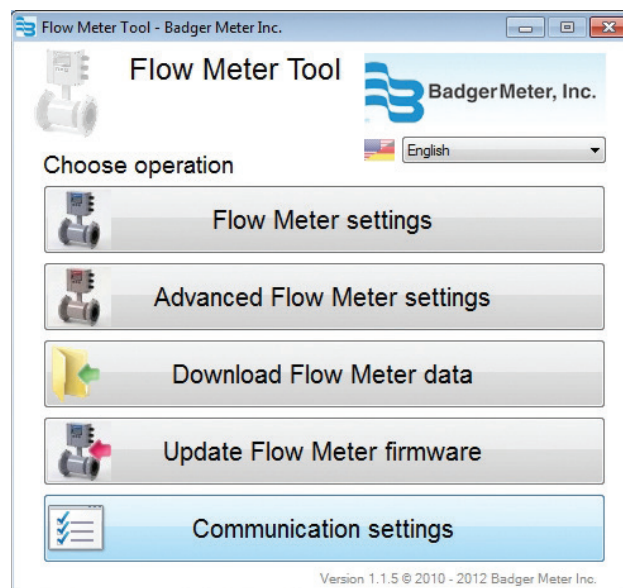 Flow Meter Tool - Badger Meter Inc.
Flow Meter Tool
BadgerMeter, Inc.
English
Choose operation
Flow Meter settings
Advanced Flow Meter settings
Download Flow Meter data
Update Flow Meter firmware
Communication settings
Version 1.1.5 © 2010 - 2012 Badger Meter Inc.